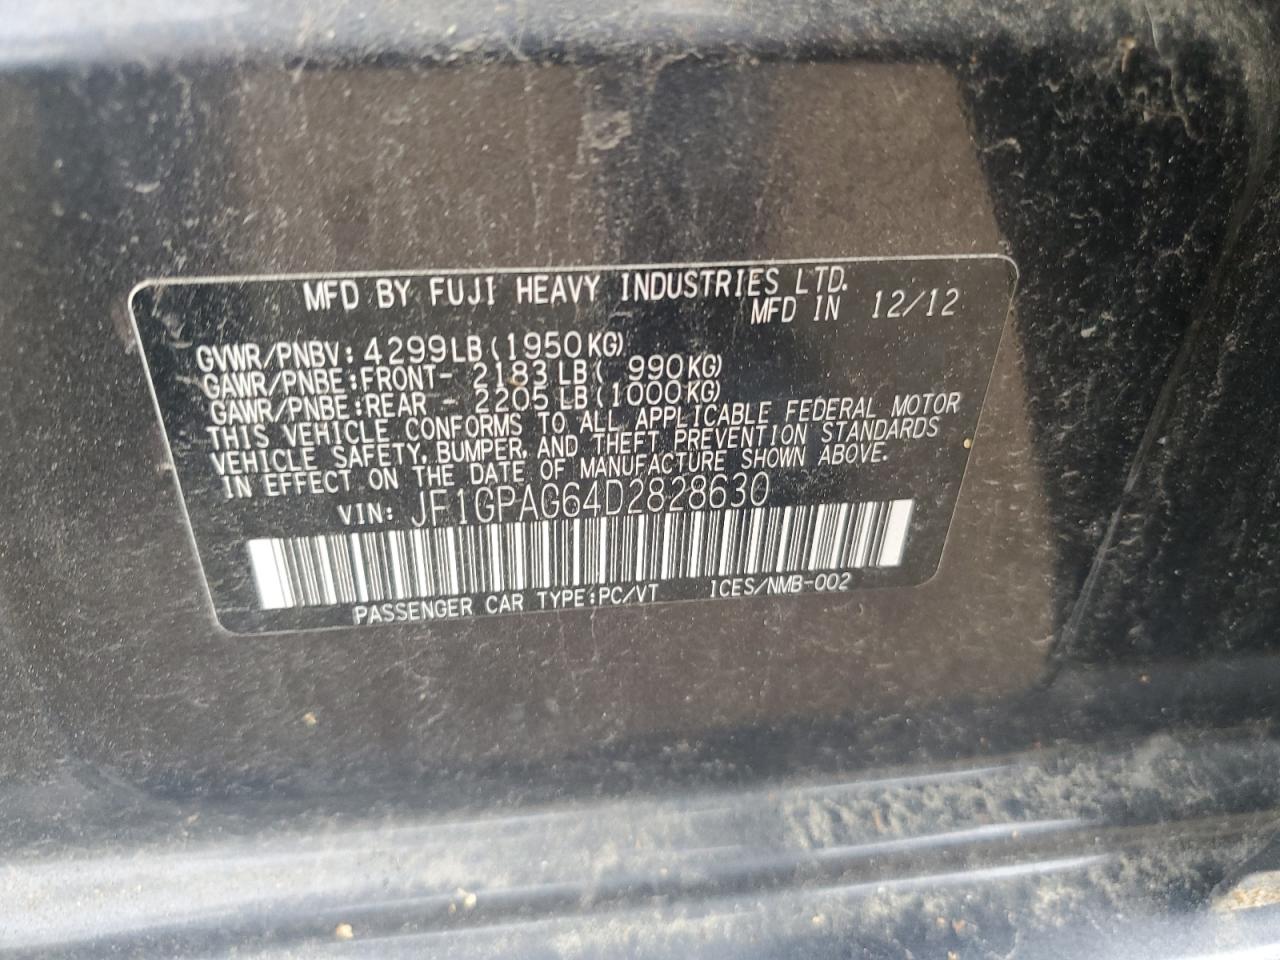 MFD BY FUJI HEAVY INDUSTRIES LTD.
MFD IN 12/12
GVWR/PNBV: 4299LB (1950KG)
GAWR/PNBE:FRONT- 2183 LB ( 990KG)
GAWR/PNBE:REAR - 2205 LB (1000KG)
THIS VEHICLE CONFORMS TO ALL APPLICABLE FEDERAL MOTOR
VEHICLE SAFETY, BUMPER, AND THEFT PREVENTION STANDARDS
IN EFFECT ON THE DATE OF MANUFACTURE SHOWN ABOVE.
VIN: JF1GPAG64D2828630
PASSENGER CAR TYPE:PC/VT ICES/NMB-002